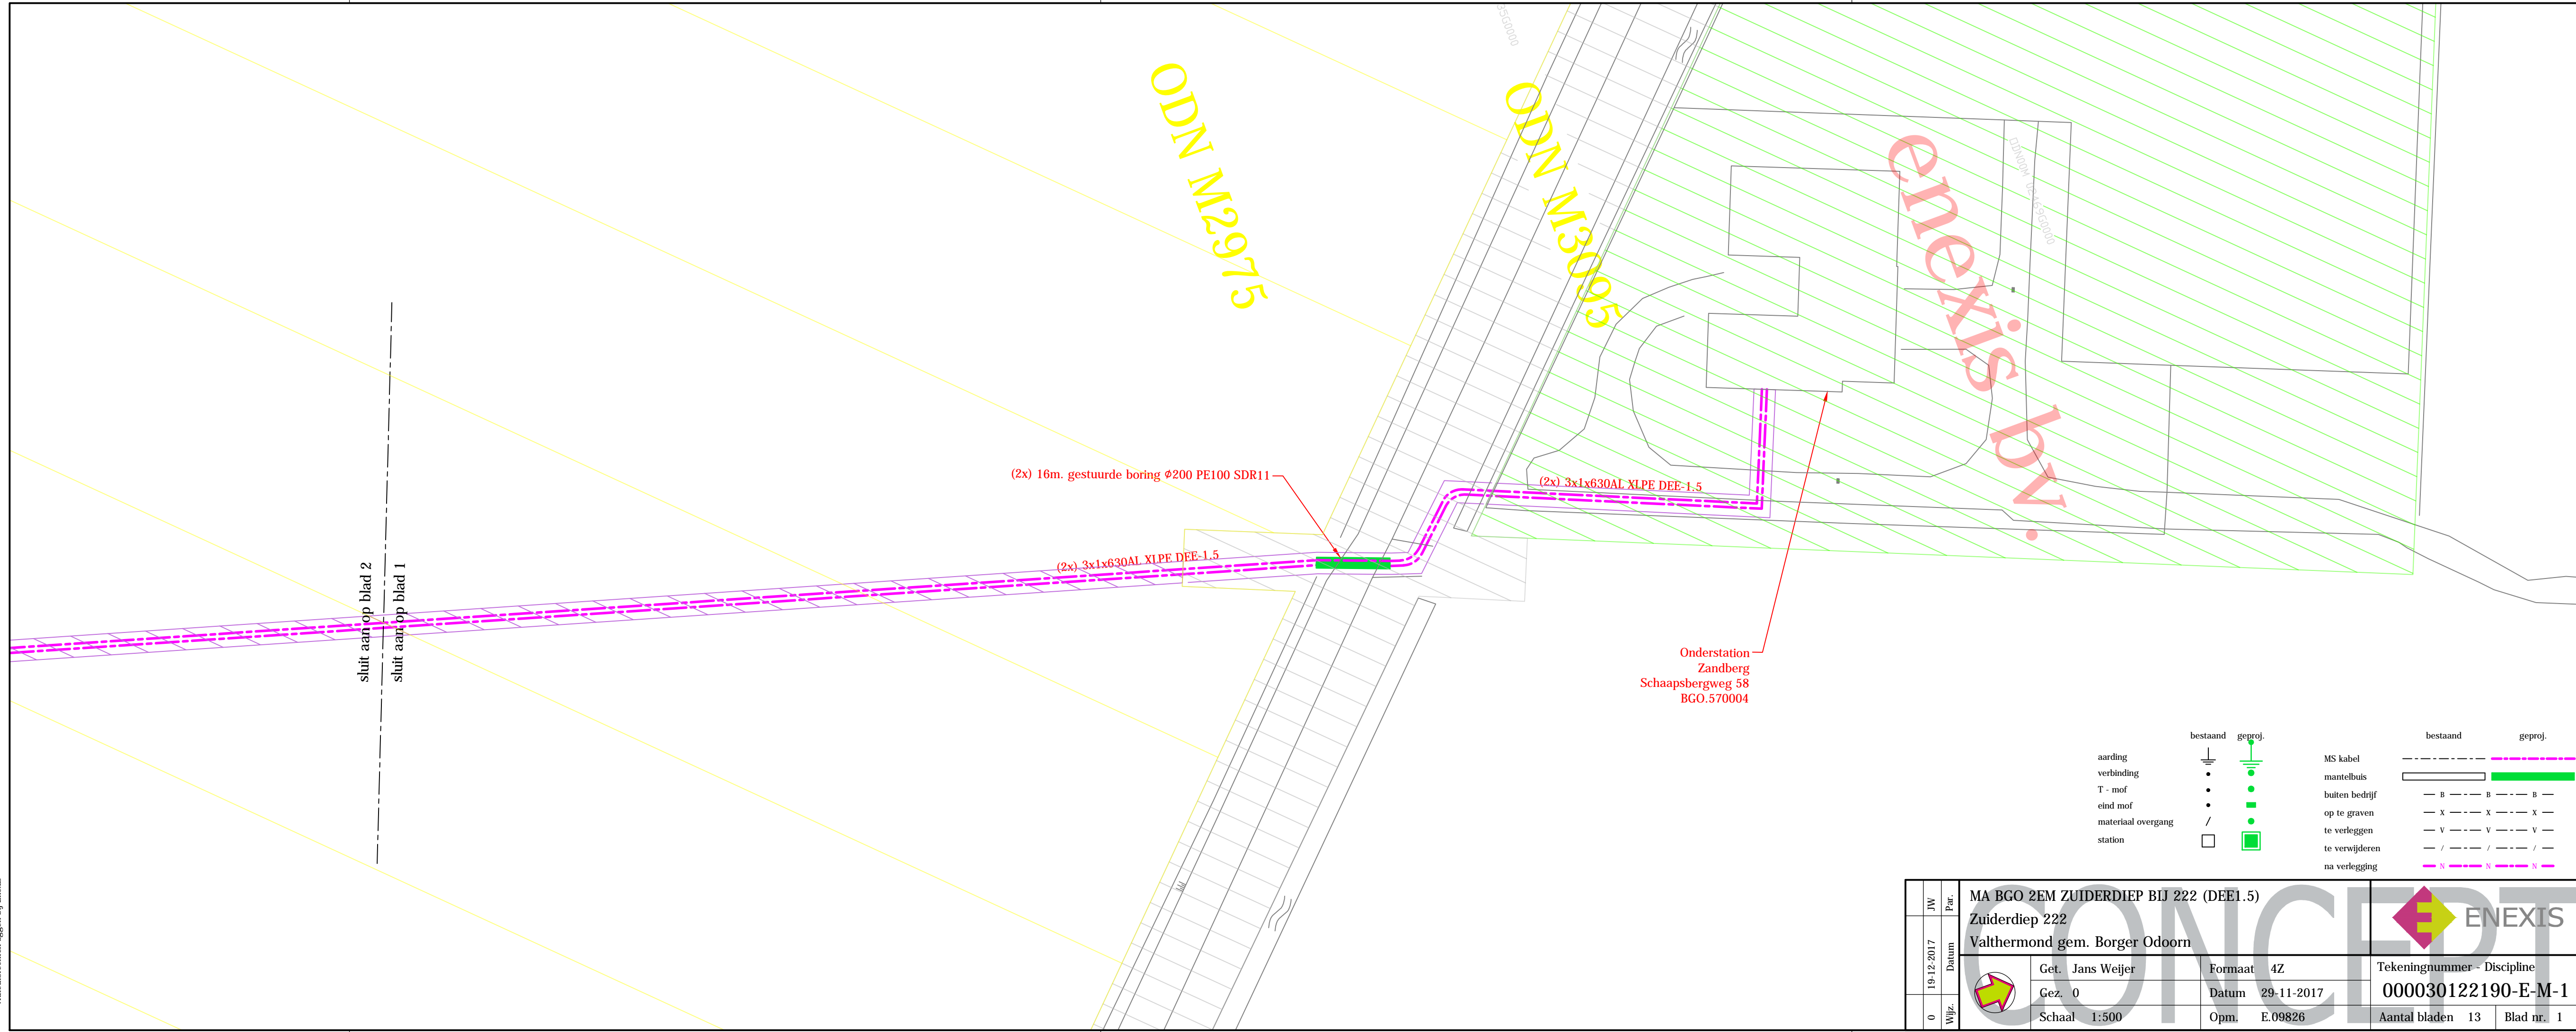 ODN M2975
ODN M3095
enexis bv.
(2x) 16m. gestuurde boring ⌀200 PE100 SDR11
(2x) 3x1x630AL XLPE DEE-1.5
(2x) 3x1x630AL XLPE DEE-1.5
sluit aan op blad 2
sluit aan op blad 1
Onderstation
Zandberg
Schaapsbergweg 58
BGO.570004
bestaand geproj.
aarding
verbinding
T - mof
eind mof
materiaal overgang
station
bestaand geproj.
MS kabel
mantelbuis
buiten bedrijf B B B
op te graven X X X
te verleggen V V V
te verwijderen / / /
na verlegging N N N
CONCEPT
0 19-12-2017 JW
Wijz. Datum Par.
MA BGO 2EM ZUIDERDIEP BIJ 222 (DEE1.5)
Zuiderdiep 222
Valthermond gem. Borger Odoorn
ENEXIS
Get. Jans Weijer
Formaat 4Z
Gez. 0
Datum 29-11-2017
Schaal 1:500
Opm. E.09826
Tekeningnummer - Discipline
000030122190-E-M-1
Aantal bladen 13
Blad nr. 1